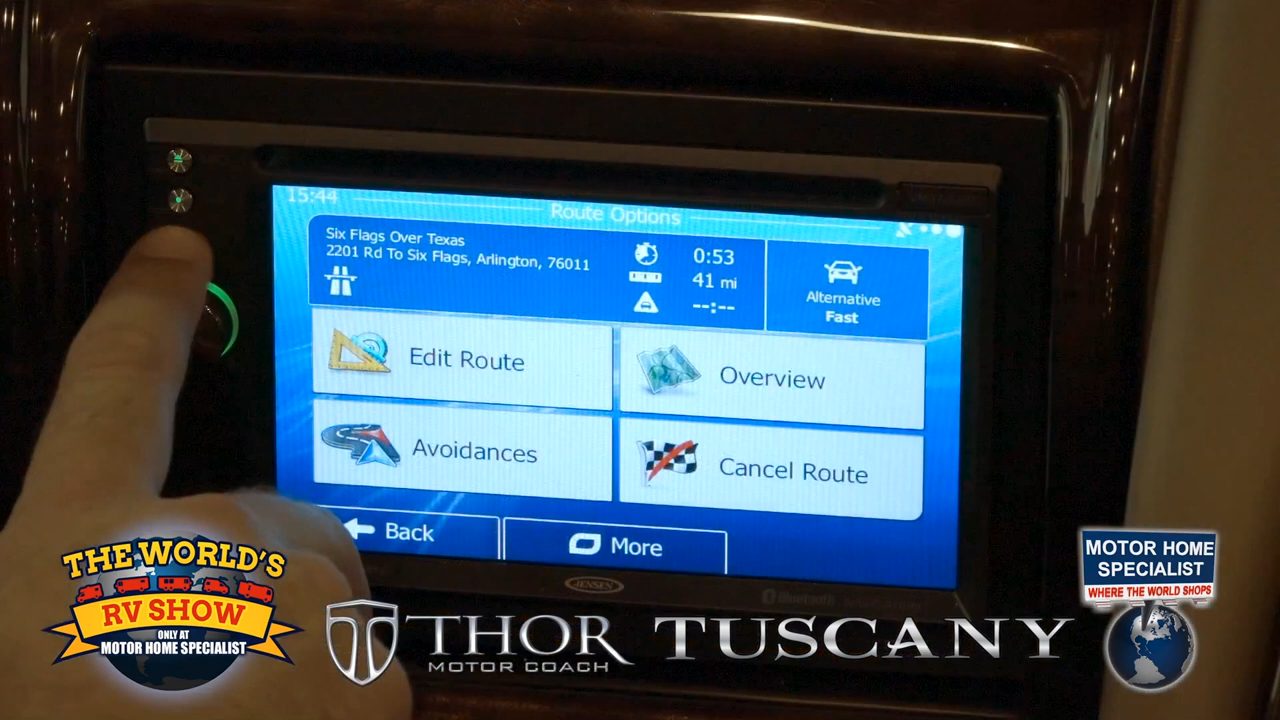 15:44
Route Options
Six Flags Over Texas
2201 Rd To Six Flags, Arlington, 76011
0:53
41 mi
--:--
Alternative
Fast
Edit Route
Overview
Avoidances
Cancel Route
Back
More
JENSEN
Bluetooth
THE WORLD'S
RV SHOW
ONLY AT
MOTOR HOME SPECIALIST
THOR
MOTOR COACH
TUSCANY
MOTOR HOME
SPECIALIST
WHERE THE WORLD SHOPS